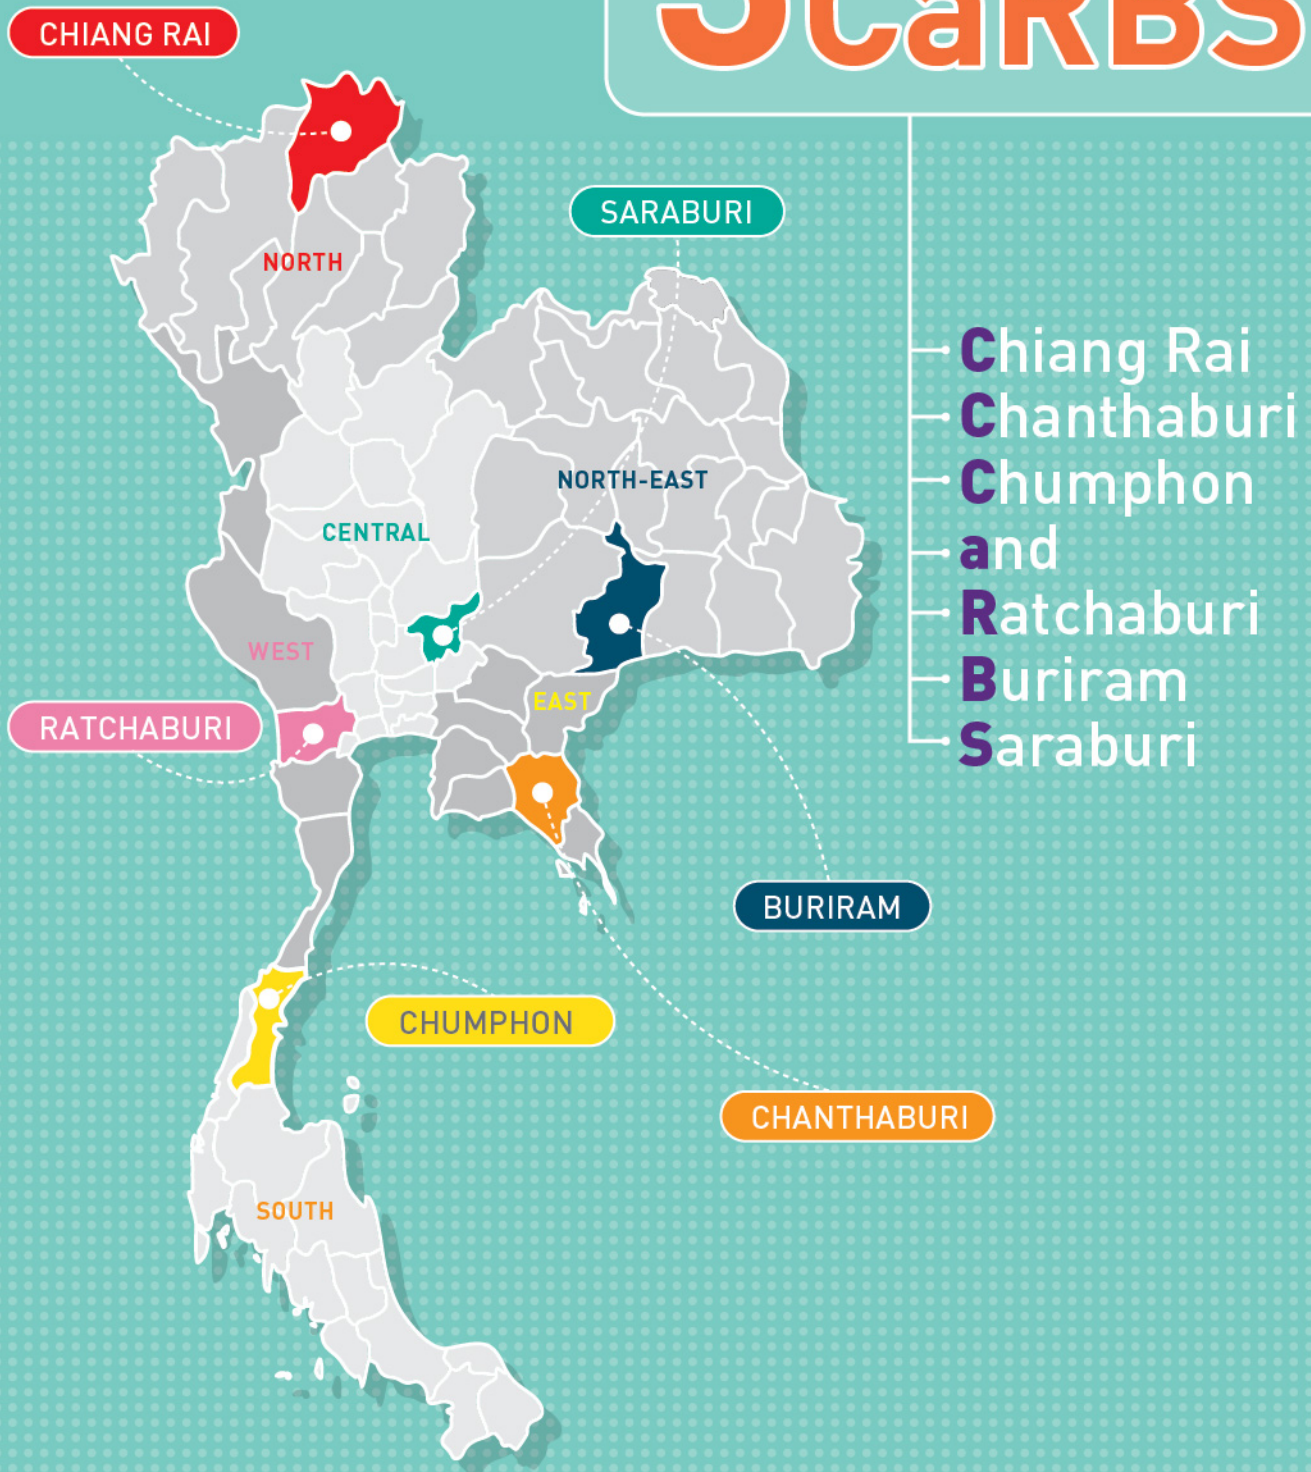 3CaRBS
CHIANG RAI
SARABURI
NORTH
Chiang Rai
Chanthaburi
Chumphon
and
Ratchaburi
Buriram
Saraburi
NORTH-EAST
CENTRAL
WEST
EAST
RATCHABURI
BURIRAM
CHUMPHON
CHANTHABURI
SOUTH